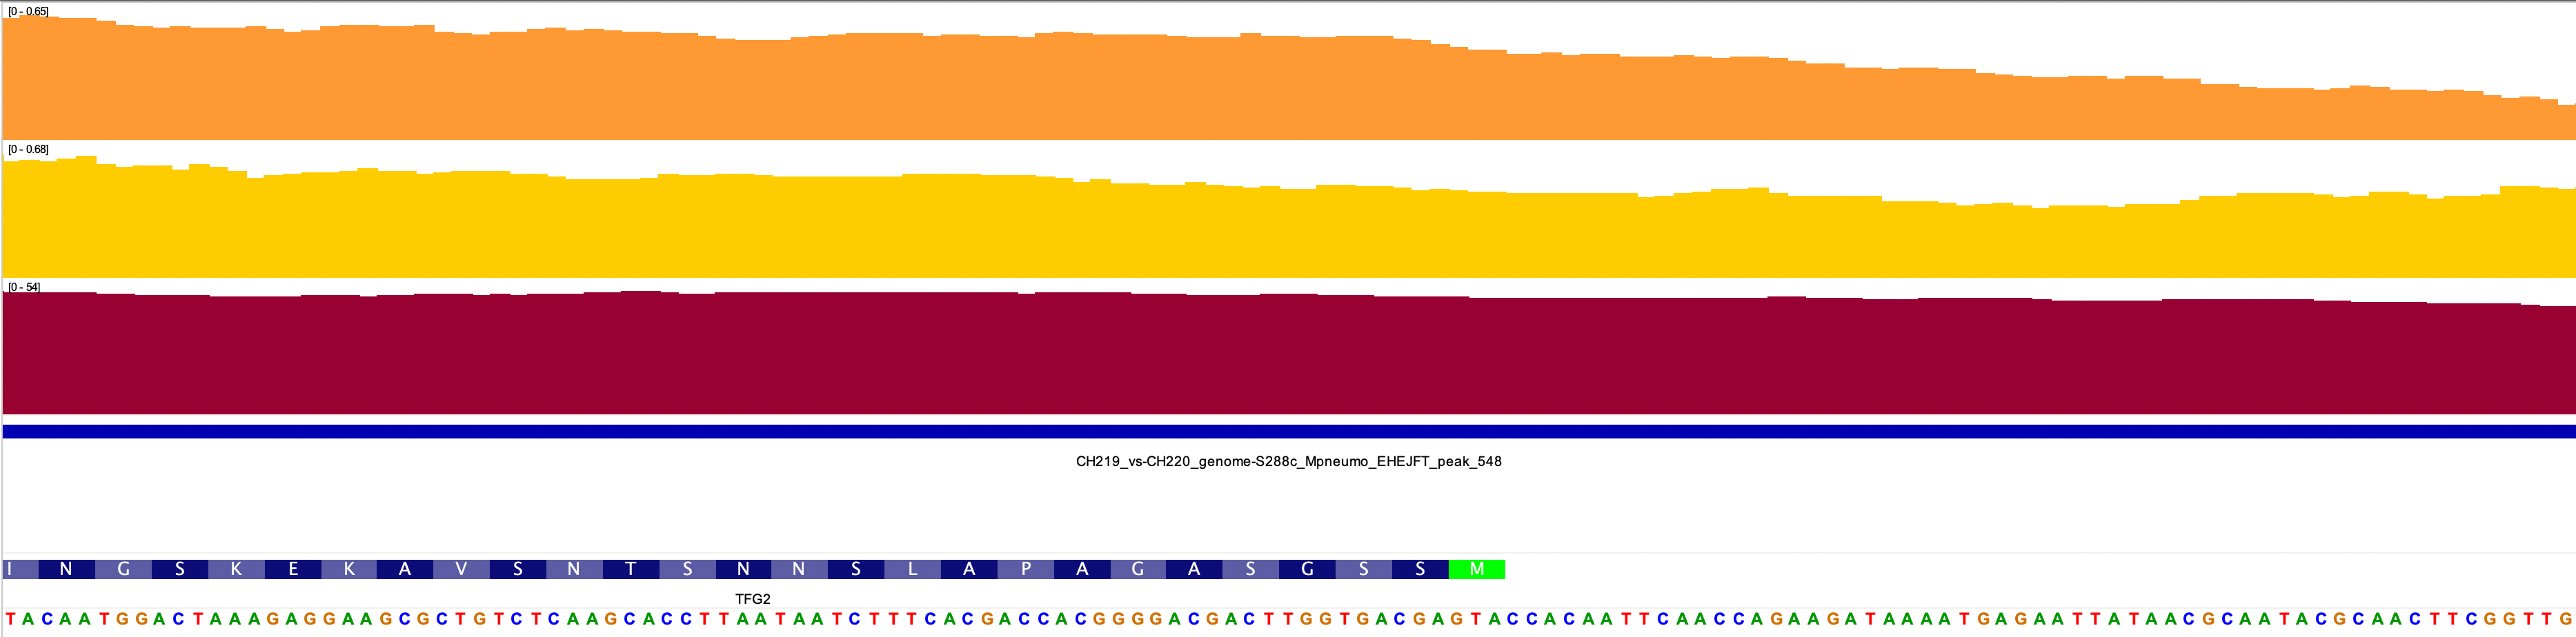 [0 - 0.65]
[0 - 0.68]
[0 - 54]
CH219_vs-CH220_genome-S288c_Mpneumo_EHEJFT_peak_548
I N G S K E K A V S N T S N N S L A P A G A S G S S M
TFG2
T A C A A T G G A C T A A A G A G G A A G C G C T G T C T C A A G C A C C T T A A T A A T C T T T C A C G A C C A C G G G G A C G A C T T G G T G A C G A G T A C C A C A A T T C A A C C A G A A G A T A A A A T G A G A A T T A T A A C G C A A T A C G C A A C T T C G G T T G